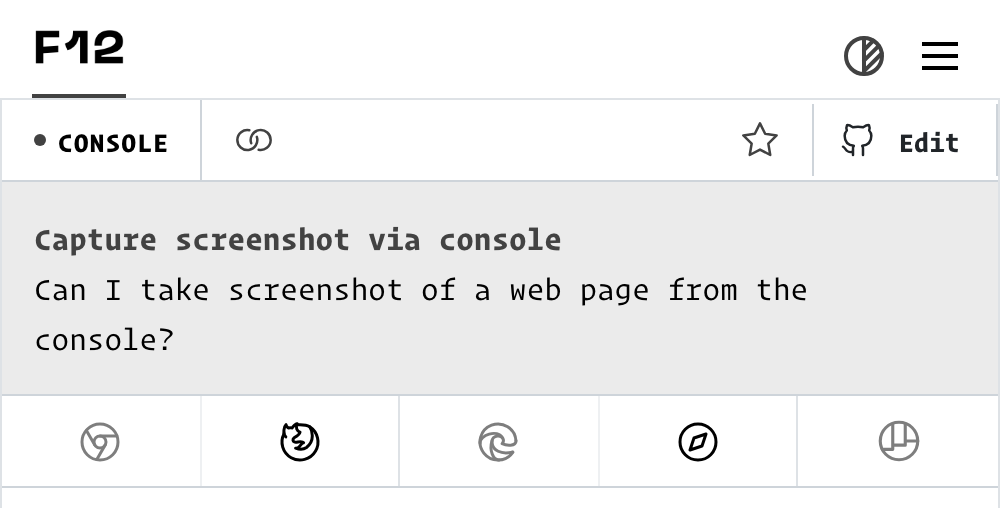 F12
CONSOLE
Edit
Capture screenshot via console
Can I take screenshot of a web page from the
console?